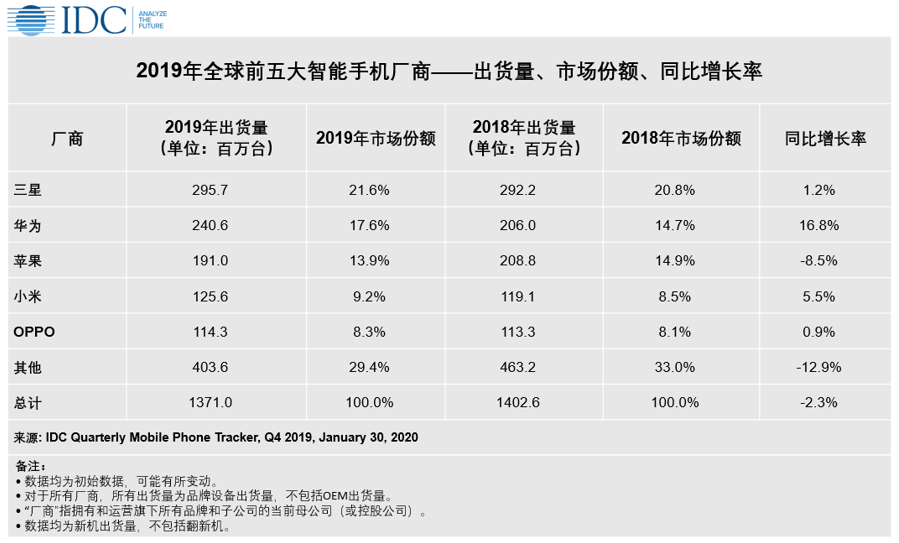 IDC ANALYZE THE FUTURE
2019年全球前五大智能手机厂商——出货量、市场份额、同比增长率
厂商 2019年出货量（单位：百万台） 2019年市场份额 2018年出货量（单位：百万台） 2018年市场份额 同比增长率
三星 295.7 21.6% 292.2 20.8% 1.2%
华为 240.6 17.6% 206.0 14.7% 16.8%
苹果 191.0 13.9% 208.8 14.9% -8.5%
小米 125.6 9.2% 119.1 8.5% 5.5%
OPPO 114.3 8.3% 113.3 8.1% 0.9%
其他 403.6 29.4% 463.2 33.0% -12.9%
总计 1371.0 100.0% 1402.6 100.0% -2.3%
来源: IDC Quarterly Mobile Phone Tracker, Q4 2019, January 30, 2020
备注：
• 数据均为初始数据，可能有所变动。
• 对于所有厂商，所有出货量为品牌设备出货量，不包括OEM出货量。
• “厂商”指拥有和运营旗下所有品牌和子公司的当前母公司（或控股公司）。
• 数据均为新机出货量，不包括翻新机。